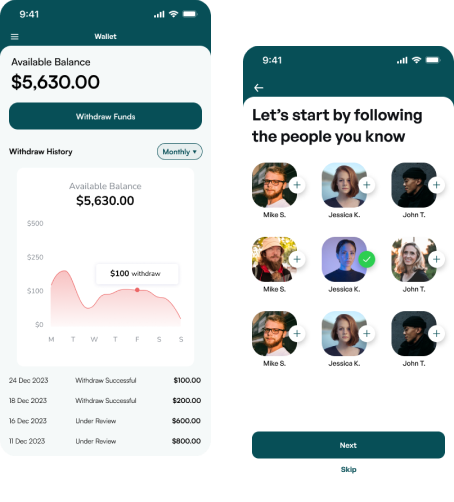 9:41
Wallet
Available Balance
$5,630.00
Withdraw Funds
Withdraw History
Monthly ▾
Available Balance
$5,630.00
$500
$250
$100
$0
$100 withdraw
M T W T F S S
24 Dec 2023 Withdraw Successful $100.00
18 Dec 2023 Withdraw Successful $200.00
16 Dec 2023 Under Review $600.00
11 Dec 2023 Under Review $800.00
9:41
Let's start by following
the people you know
Mike S. Jessica K. John T.
Mike S. Jessica K. John T.
Mike S. Jessica K. John T.
Next
Skip